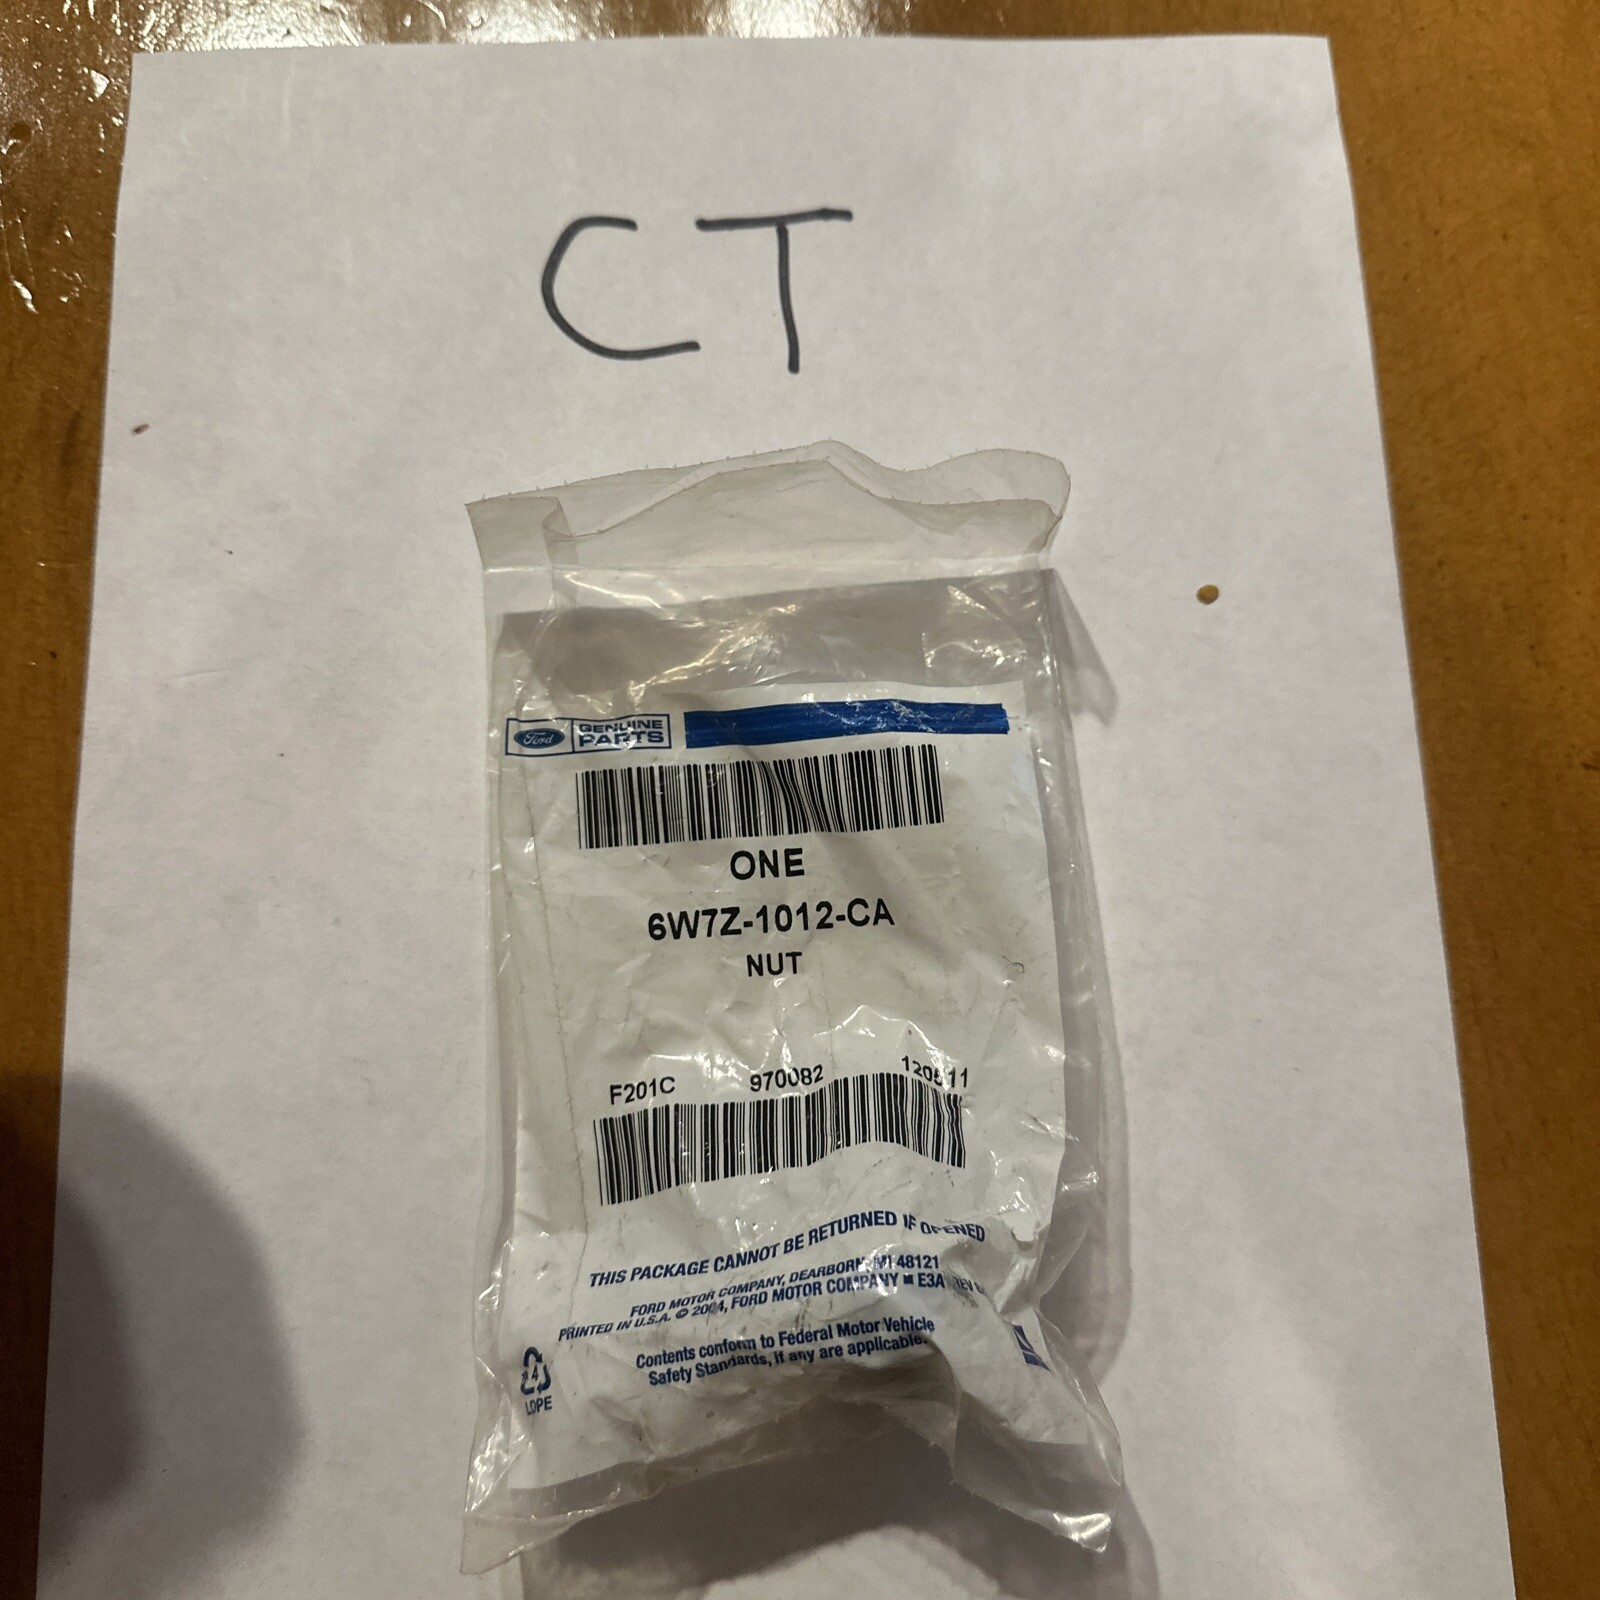 CT
Ford GENUINE PARTS
ONE
6W7Z-1012-CA
NUT
F201C 970082
THIS PACKAGE CANNOT BE RETURNED IF OPENED
FORD MOTOR COMPANY, DEARBORN, MI 48121
PRINTED IN U.S.A. © 2004, FORD MOTOR COMPANY ■ E3A
Contents conform to Federal Motor Vehicle
Safety Standards, if any are applicable.
4
LDPE